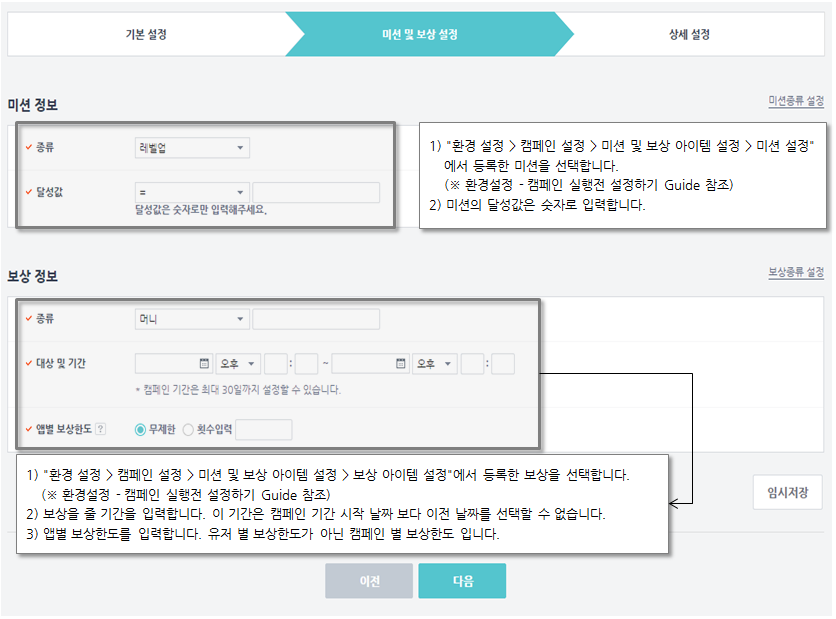 기본 설정
미션 및 보상 설정
상세 설정
미션 정보
미션종류 설정
종류
레벨업
달성값
=
달성값은 숫자로만 입력해주세요.
1) "환경 설정 > 캠페인 설정 > 미션 및 보상 아이템 설정 > 미션 설정"
에서 등록한 미션을 선택합니다.
(※ 환경설정 - 캠페인 실행전 설정하기 Guide 참조)
2) 미션의 달성값은 숫자로 입력합니다.
보상 정보
보상종류 설정
종류
머니
대상 및 기간
오후 : ~ 오후 :
* 캠페인 기간은 최대 30일까지 설정할 수 있습니다.
앱별 보상한도 ?
무제한 횟수입력
1) "환경 설정 > 캠페인 설정 > 미션 및 보상 아이템 설정 > 보상 아이템 설정"에서 등록한 보상을 선택합니다.
(※ 환경설정 - 캠페인 실행전 설정하기 Guide 참조)
2) 보상을 줄 기간을 입력합니다. 이 기간은 캠페인 기간 시작 날짜 보다 이전 날짜를 선택할 수 없습니다.
3) 앱별 보상한도를 입력합니다. 유저 별 보상한도가 아닌 캠페인 별 보상한도 입니다.
임시저장
이전
다음